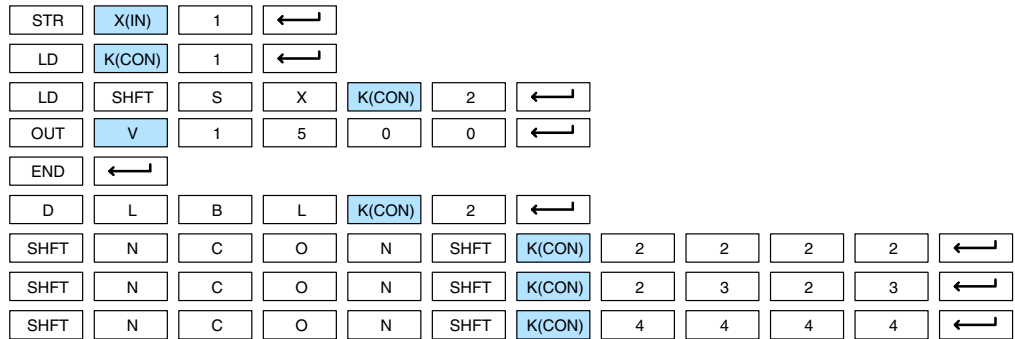 STR X(IN) 1
LD K(CON) 1
LD SHFT S X K(CON) 2
OUT V 1 5 0 0
END
D L B L K(CON) 2
SHFT N C O N SHFT K(CON) 2 2 2 2
SHFT N C O N SHFT K(CON) 2 3 2 3
SHFT N C O N SHFT K(CON) 4 4 4 4